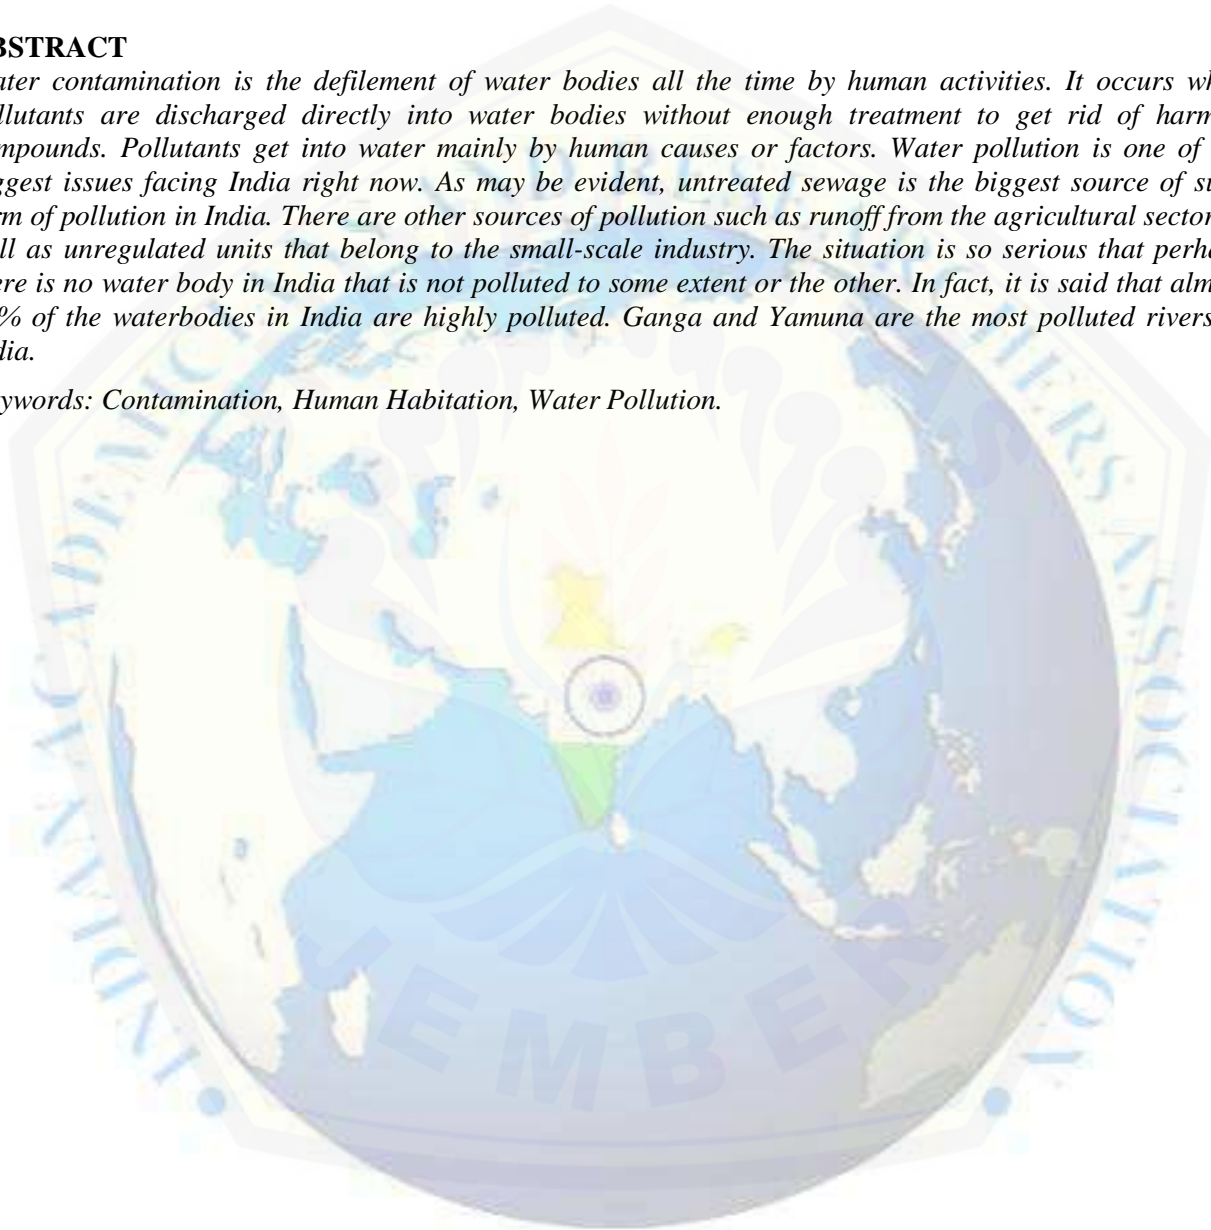 BSTRACT
ater contamination is the defilement of water bodies all the time by human activities. It occurs wh
llutants are discharged directly into water bodies without enough treatment to get rid of harm
mpounds. Pollutants get into water mainly by human causes or factors. Water pollution is one of
ggest issues facing India right now. As may be evident, untreated sewage is the biggest source of su
rm of pollution in India. There are other sources of pollution such as runoff from the agricultural sector
ll as unregulated units that belong to the small-scale industry. The situation is so serious that perha
ere is no water body in India that is not polluted to some extent or the other. In fact, it is said that alm
% of the waterbodies in India are highly polluted. Ganga and Yamuna are the most polluted rivers
dia.
ywords: Contamination, Human Habitation, Water Pollution.
INDIAN ACADEMICIANS AND RESEARCHERS ASSOCIATION
JEMBER